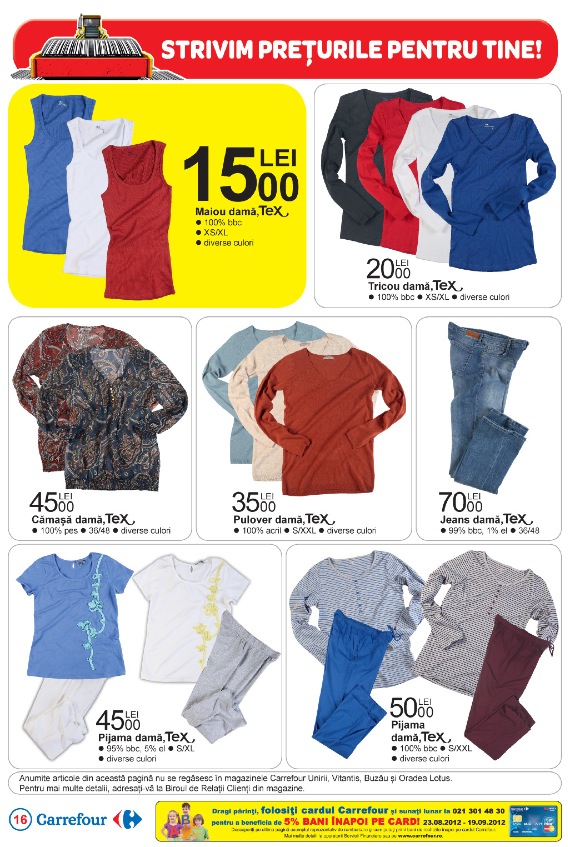 STRIVIM PREȚURILE PENTRU TINE!
15 LEI 00
Maiou damă, Tex
● 100% bbc
● XS/XL
● diverse culori
20 LEI 00
Tricou damă, Tex
● 100% bbc ● XS/XL ● diverse culori
45 LEI 00
Cămașă damă, Tex
● 100% pes ● 36/48 ● diverse culori
35 LEI 00
Pulover damă, Tex
● 100% acril ● S/XXL ● diverse culori
70 LEI 00
Jeans damă, Tex
● 99% bbc, 1% el ● 36/48
45 LEI 00
Pijama damă, Tex
● 95% bbc, 5% el ● S/XL
● diverse culori
50 LEI 00
Pijama
damă, Tex
● 100% bbc ● S/XXL
● diverse culori
Anumite articole din această pagină nu se regăsesc în magazinele Carrefour Unirii, Vitantis, Buzău și Oradea Lotus.
Pentru mai multe detalii, adresați-vă la Biroul de Relații Clienți din magazine.
16 Carrefour
Dragi părinți, folosiți cardul Carrefour și sunați lunar la 021 301 48 30
pentru a beneficia de 5% BANI ÎNAPOI PE CARD! 23.08.2012 - 19.09.2012
www.carrefour.ro